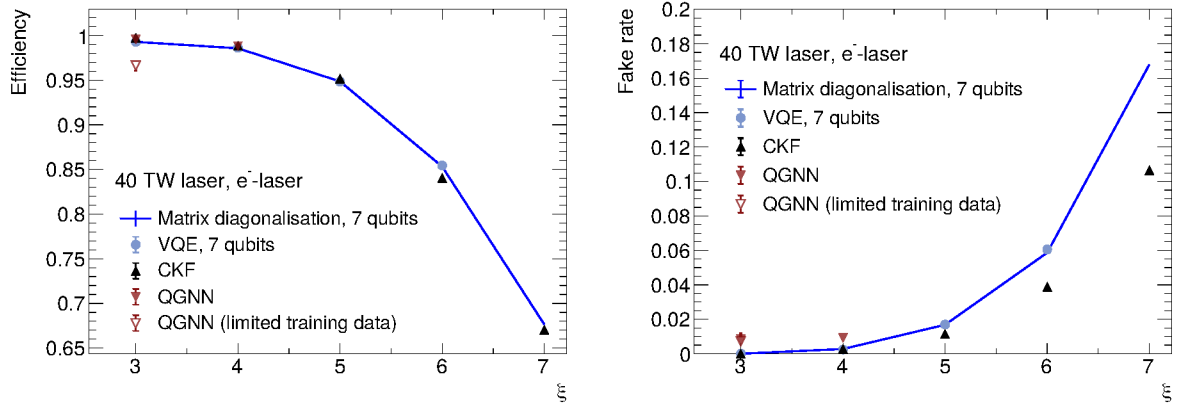 Efficiency
1
0.95
0.9
0.85
0.8
0.75
0.7
0.65
40 TW laser, e⁻-laser
Matrix diagonalisation, 7 qubits
VQE, 7 qubits
CKF
QGNN
QGNN (limited training data)
3 4 5 6 7
ξ
Fake rate
0.2
0.18
0.16
0.14
0.12
0.1
0.08
0.06
0.04
0.02
0
40 TW laser, e⁻-laser
Matrix diagonalisation, 7 qubits
VQE, 7 qubits
CKF
QGNN
QGNN (limited training data)
3 4 5 6 7
ξ